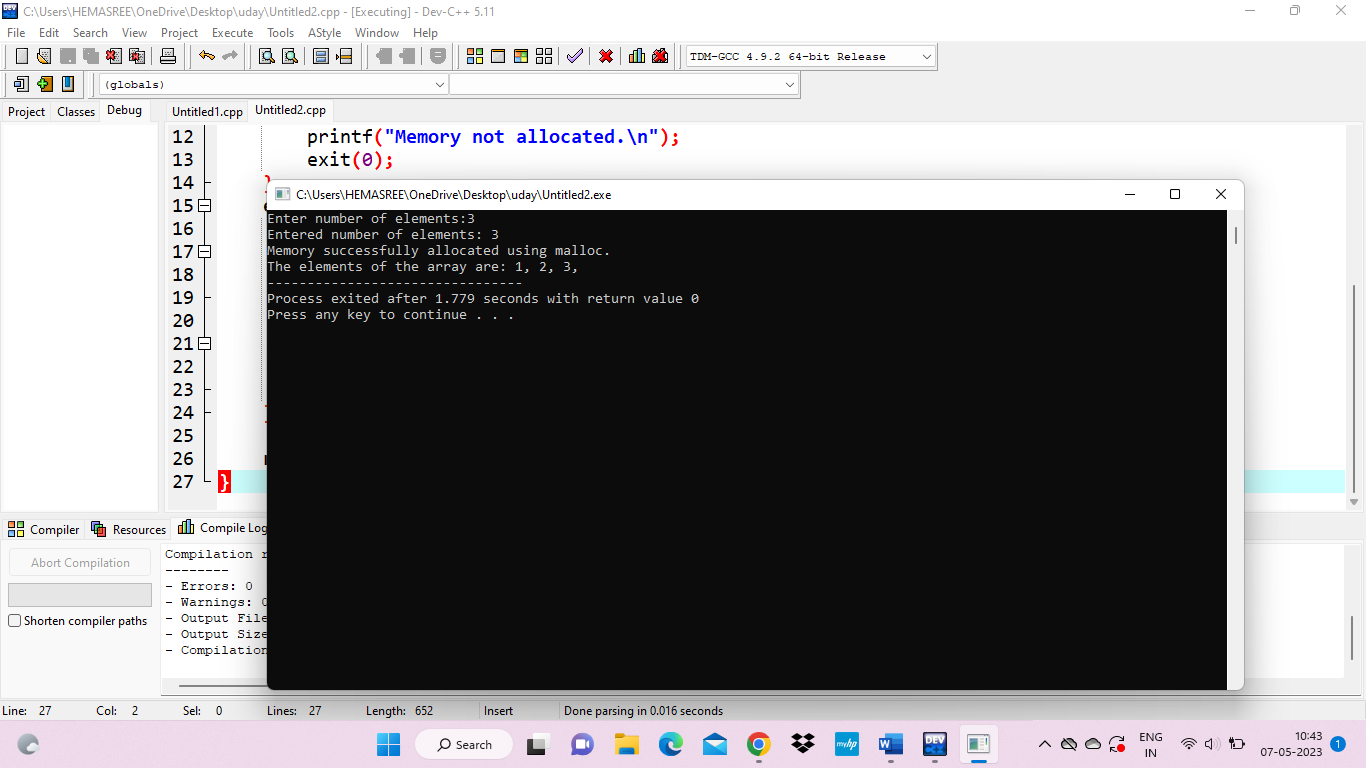 C:\Users\HEMASREE\OneDrive\Desktop\uday\Untitled2.cpp - [Executing] - Dev-C++ 5.11
File Edit Search View Project Execute Tools AStyle Window Help
TDM-GCC 4.9.2 64-bit Release
(globals)
Project Classes Debug Untitled1.cpp Untitled2.cpp
12 printf("Memory not allocated.\n");
13 exit(0);
14
15
16
17
18
19
20
21
22
23
24
25
26
27 }
C:\Users\HEMASREE\OneDrive\Desktop\uday\Untitled2.exe
Enter number of elements:3
Entered number of elements: 3
Memory successfully allocated using malloc.
The elements of the array are: 1, 2, 3,
--------------------------------
Process exited after 1.779 seconds with return value 0
Press any key to continue . . .
Compiler Resources Compile Log
Abort Compilation
Shorten compiler paths
Compilation
--------
- Errors: 0
- Warnings: 0
- Output File
- Output Size
- Compilation
Line: 27 Col: 2 Sel: 0 Lines: 27 Length: 652 Insert Done parsing in 0.016 seconds
Search
DEV
myhp
ENG
IN
10:43
07-05-2023
1